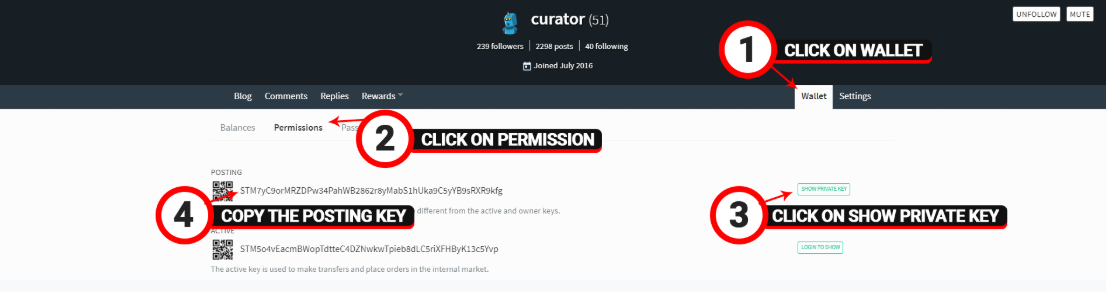 curator (51)
UNFOLLOW MUTE
239 followers 2298 posts 40 following
Joined July 2016
1 CLICK ON WALLET
Blog Comments Replies Rewards Wallet Settings
Balances Permissions
2 CLICK ON PERMISSION
POSTING
STM7yC9orMRZDPw34PahWB2862r8yMabS1hUka9C5yYB9sRXR9kfg SHOW PRIVATE KEY
4 COPY THE POSTING KEY different from the active and owner keys.
3 CLICK ON SHOW PRIVATE KEY
ACTIVE
STM5o4vEacmBWopTdtteC4DZNwkwTpieb8dLC5riXFHByK13c5Yvp LOGIN TO SHOW
The active key is used to make transfers and place orders in the internal market.